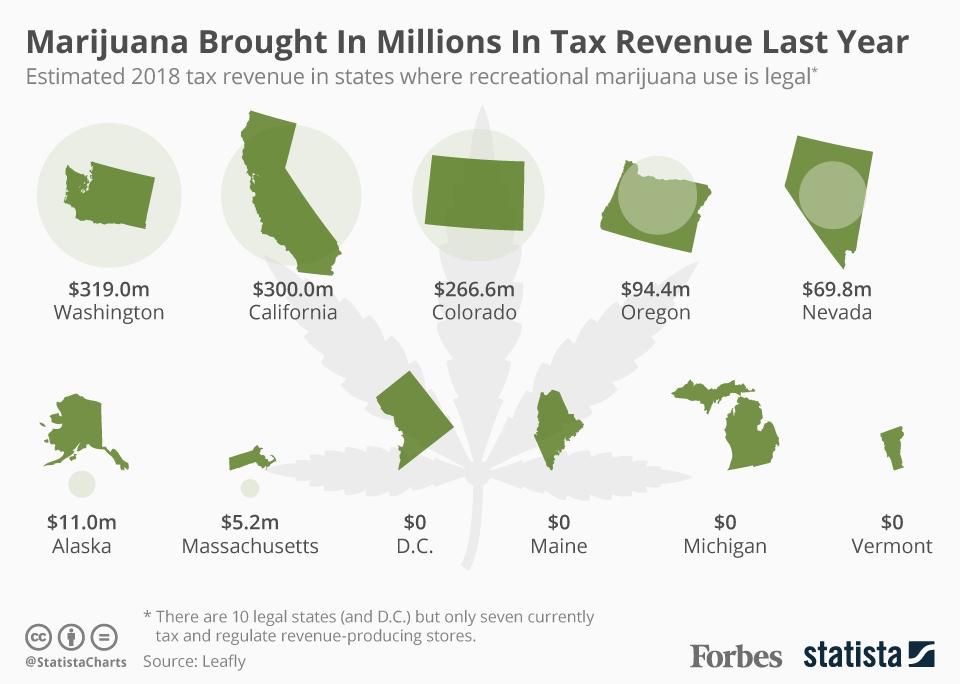 Marijuana Brought In Millions In Tax Revenue Last Year
Estimated 2018 tax revenue in states where recreational marijuana use is legal*
$319.0m
Washington
$300.0m
California
$266.6m
Colorado
$94.4m
Oregon
$69.8m
Nevada
$11.0m
Alaska
$5.2m
Massachusetts
$0
D.C.
$0
Maine
$0
Michigan
$0
Vermont
* There are 10 legal states (and D.C.) but only seven currently
tax and regulate revenue-producing stores.
cc
@StatistaCharts
Source: Leafly
Forbes
statista